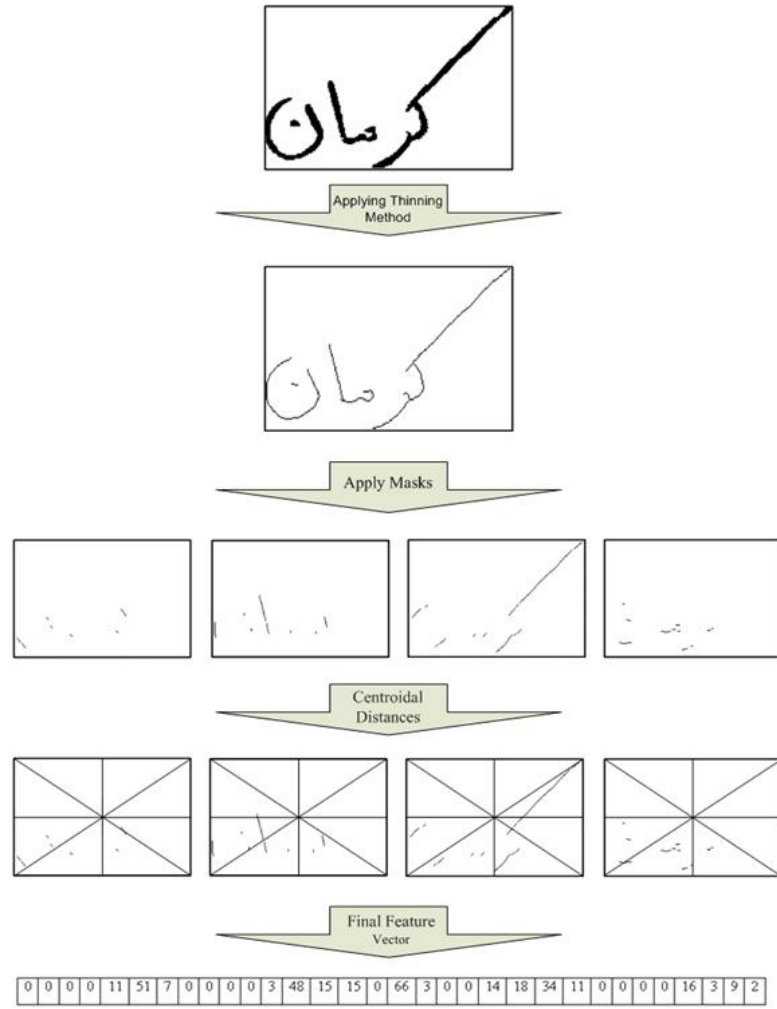 کرمان
Applying Thinning
Method
کرمان
Apply Masks
Centroidal
Distances
Final Feature
Vector
0 0 0 0 11 51 7 0 0 0 0 3 48 15 15 0 66 3 0 0 14 18 34 11 0 0 0 0 16 3 9 2